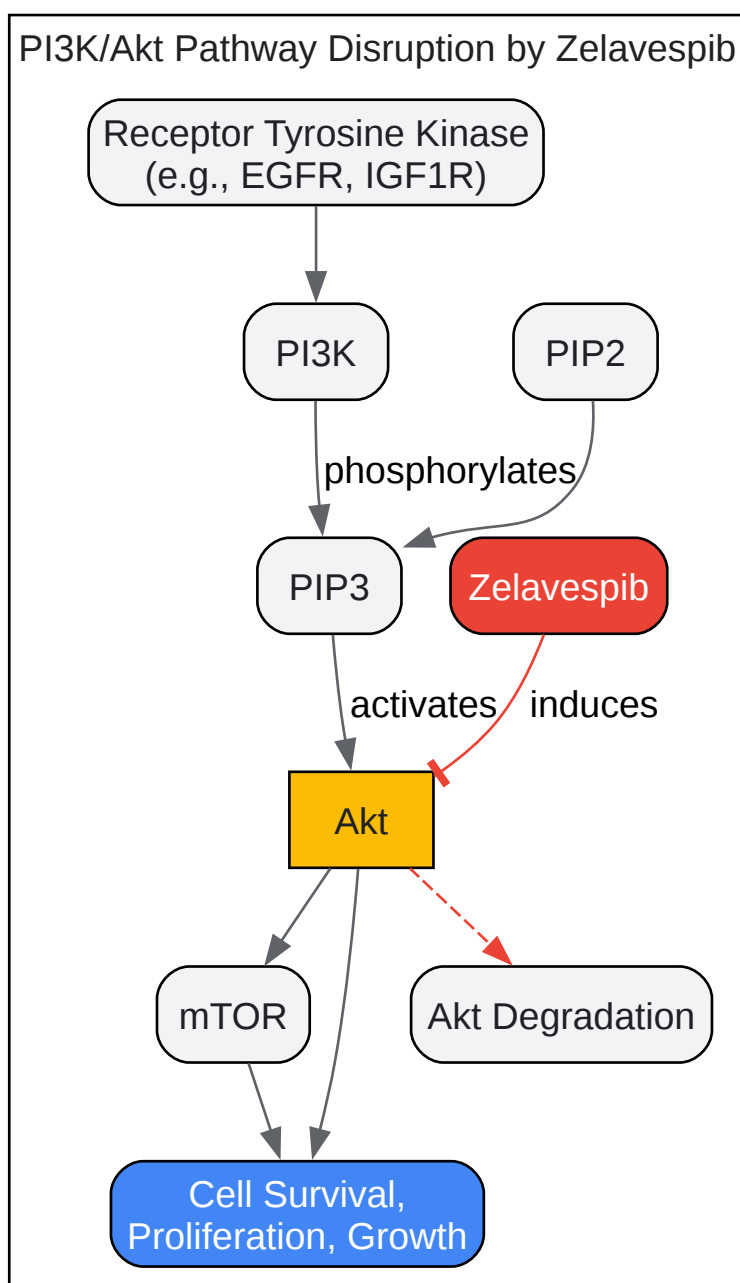 PI3K/Akt Pathway Disruption by Zelavespib
Receptor Tyrosine Kinase
(e.g., EGFR, IGF1R)
PI3K
PIP2
phosphorylates
PIP3
Zelavespib
activates
induces
Akt
mTOR
Akt Degradation
Cell Survival,
Proliferation, Growth